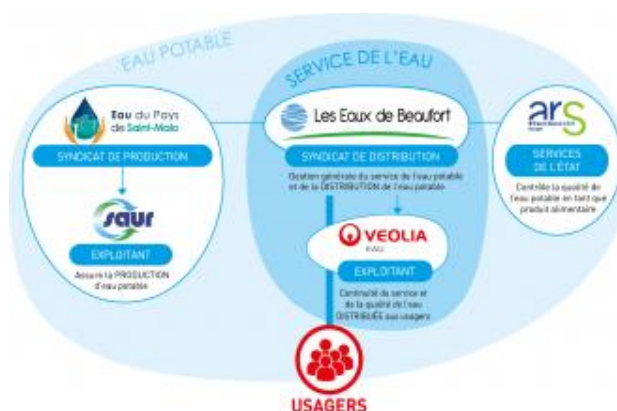 EAU POTABLE
SERVICE DE L'EAU
Eau du Pays
de Saint-Malo
SYNDICAT DE PRODUCTION
saur
EXPLOITANT
Assure la PRODUCTION
d'eau potable
Les Eaux de Beaufort
SYNDICAT DE DISTRIBUTION
Gestion générale du service de l'eau potable
et de la DISTRIBUTION de l'eau potable
VEOLIA
EAU
EXPLOITANT
Continuité du service et
de la qualité de l'eau
DISTRIBUÉE aux usagers
ars
SERVICES
DE L'ÉTAT
Contrôle la qualité de
l'eau potable en tant que
produit alimentaire
USAGERS